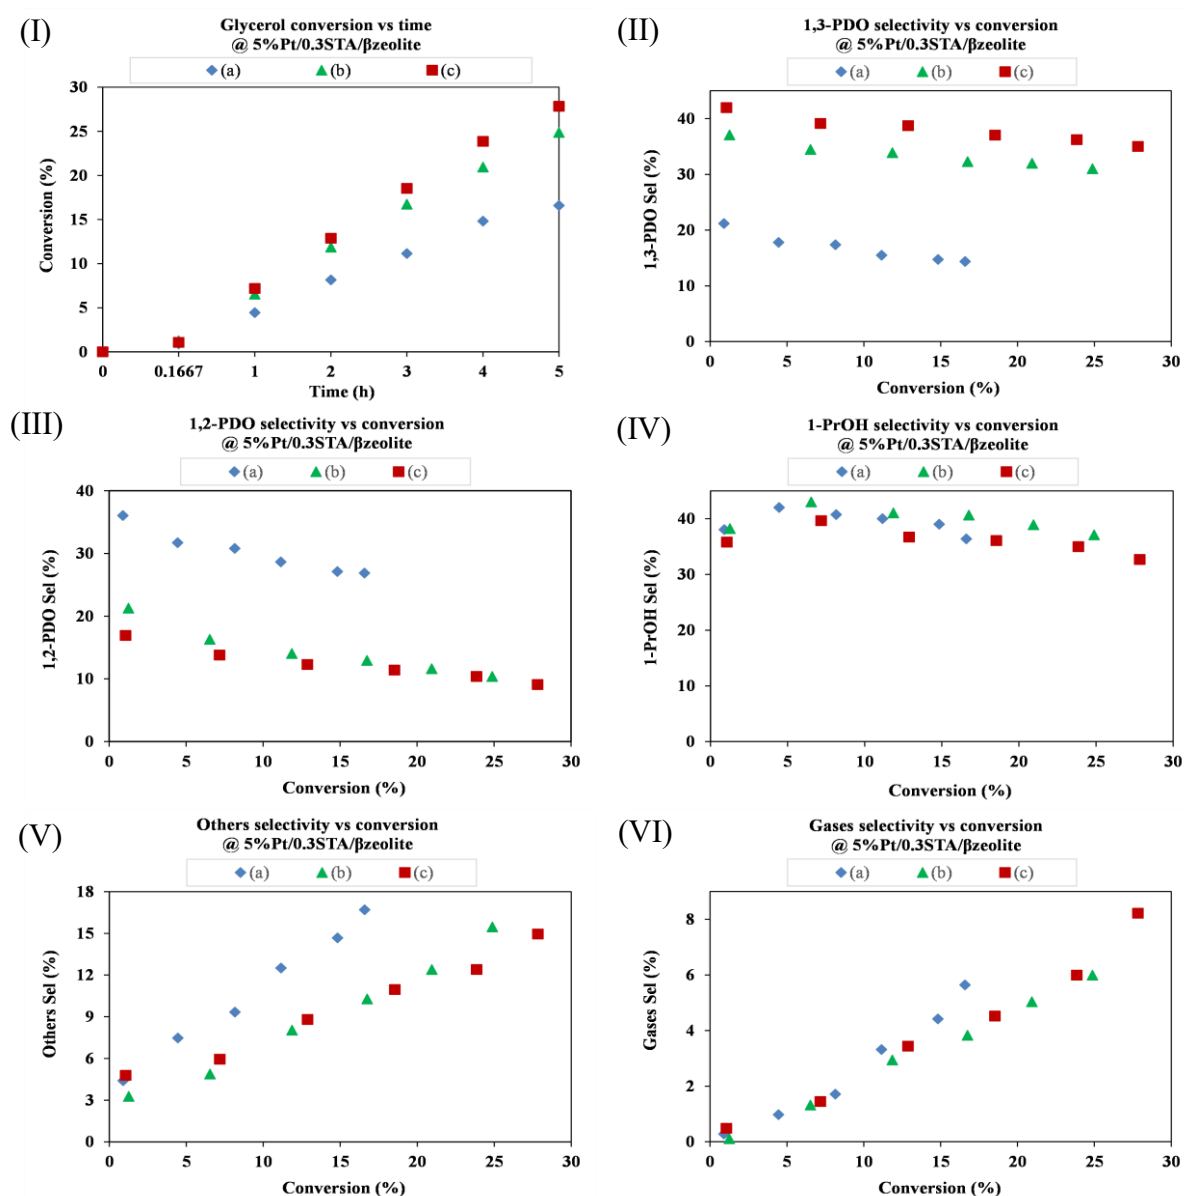 (I)
Glycerol conversion vs time
@ 5%Pt/0.3STA/βzeolite
(a) (b) (c)
Conversion (%)
30
25
20
15
10
5
0
0 0.1667 1 2 3 4 5
Time (h)
(II)
1,3-PDO selectivity vs conversion
@ 5%Pt/0.3STA/βzeolite
(a) (b) (c)
1,3-PDO Sel (%)
40
30
20
10
0
0 5 10 15 20 25 30
Conversion (%)
(III)
1,2-PDO selectivity vs conversion
@ 5%Pt/0.3STA/βzeolite
(a) (b) (c)
1,2-PDO Sel (%)
40
30
20
10
0
0 5 10 15 20 25 30
Conversion (%)
(IV)
1-PrOH selectivity vs conversion
@ 5%Pt/0.3STA/βzeolite
(a) (b) (c)
1-PrOH Sel (%)
40
30
20
10
0
0 5 10 15 20 25 30
Conversion (%)
(V)
Others selectivity vs conversion
@ 5%Pt/0.3STA/βzeolite
(a) (b) (c)
Others Sel (%)
18
15
12
9
6
3
0
0 5 10 15 20 25 30
Conversion (%)
(VI)
Gases selectivity vs conversion
@ 5%Pt/0.3STA/βzeolite
(a) (b) (c)
Gases Sel (%)
8
6
4
2
0
0 5 10 15 20 25 30
Conversion (%)